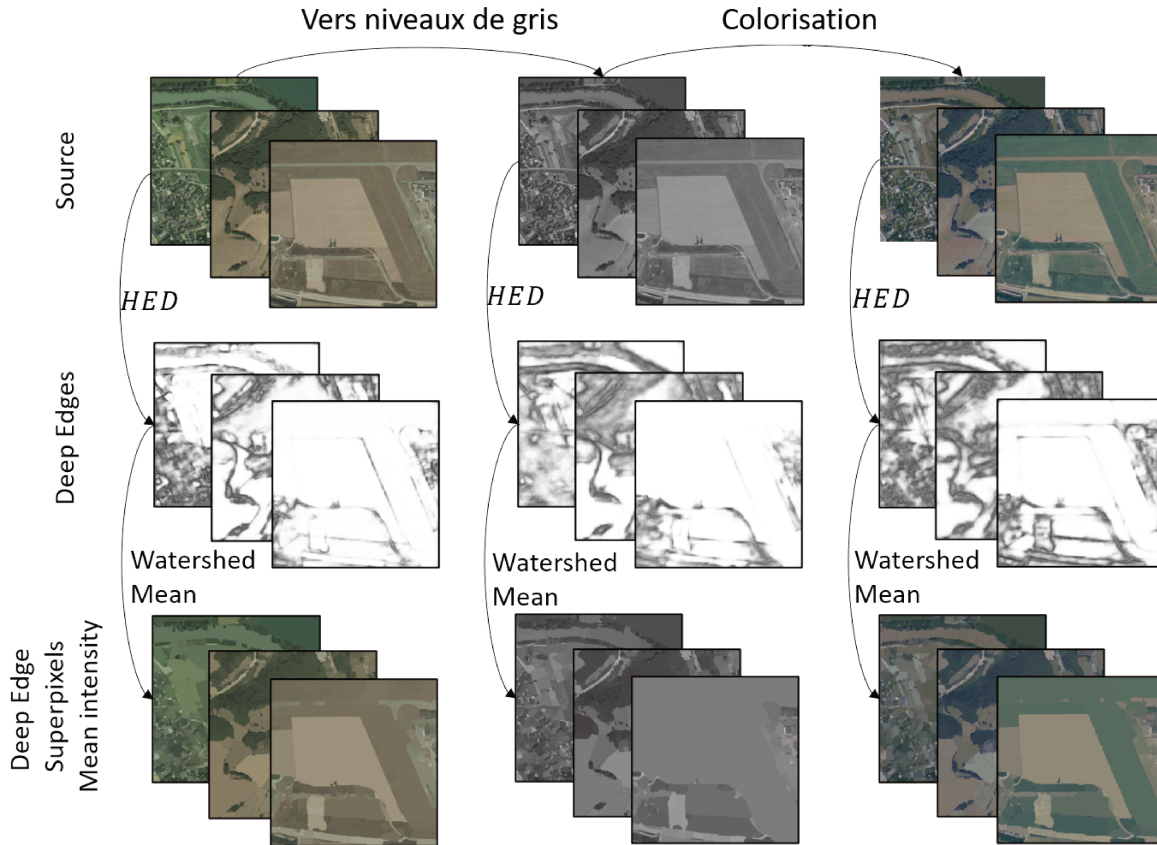 Vers niveaux de gris
Colorisation
Source
HED
HED
HED
Deep Edges
Watershed
Mean
Watershed
Mean
Watershed
Mean
Deep Edge
Superpixels
Mean intensity